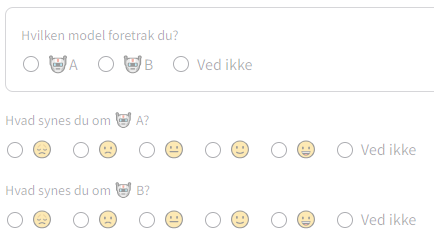 Hvilken model foretrak du?
A B Ved ikke
Hvad synes du om A?
Ved ikke
Hvad synes du om B?
Ved ikke